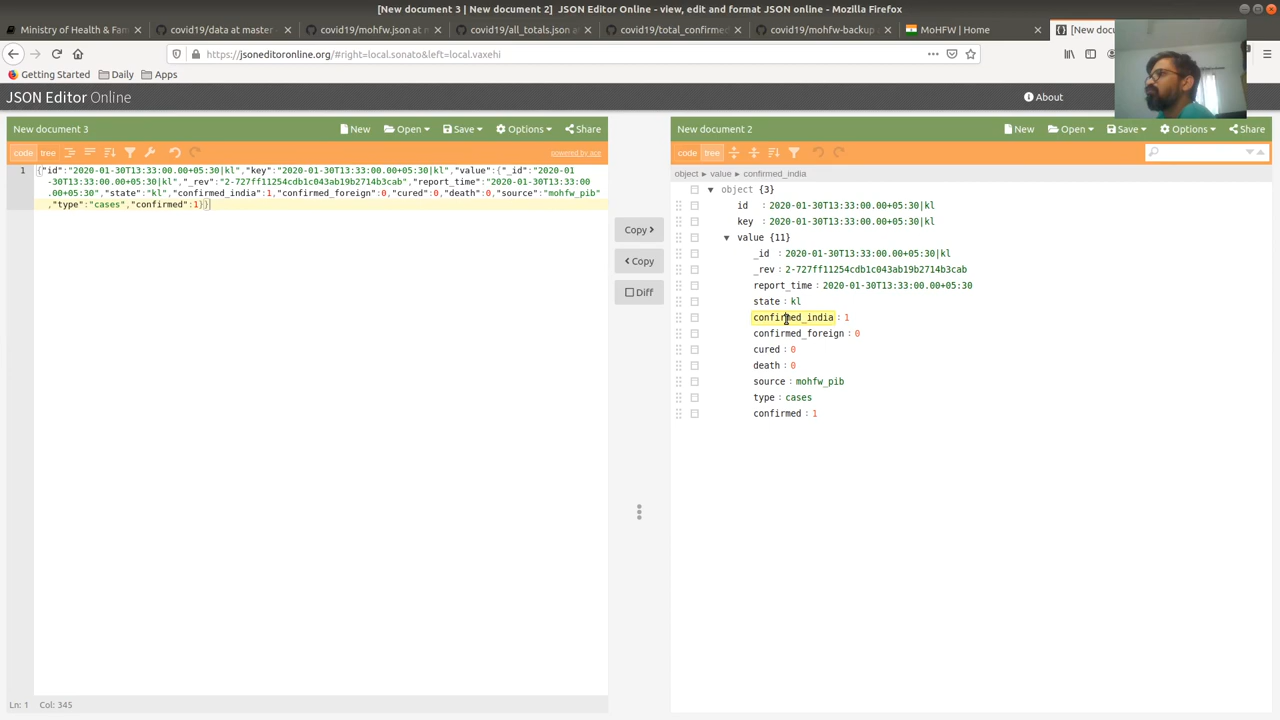 [New document 3 | New document 2] JSON Editor Online - view, edit and format JSON online - Mozilla Firefox
Ministry of Health & Fam
covid19/data at master
covid19/mohfw.json at m
covid19/all_totals.json a
covid19/total_confirmed
covid19/mohfw-backup
MoHFW | Home
[New docu
https://jsoneditoronline.org/#right=local.sonato&left=local.vaxehi
Getting Started
Daily
Apps
JSON Editor Online
About
New document 3
New
Open
Save
Options
Share
New document 2
New
Open
Save
Options
Share
code
tree
powered by ace
code
tree
1
{"id":"2020-01-30T13:33:00.00+05:30|kl","key":"2020-01-30T13:33:00.00+05:30|kl","value":{"_id":"2020-01
-30T13:33:00.00+05:30|kl","_rev":"2-727ff11254cdb1c043ab19b2714b3cab","report_time":"2020-01-30T13:33:00
.00+05:30","state":"kl","confirmed_india":1,"confirmed_foreign":0,"cured":0,"death":0,"source":"mohfw_pib"
,"type":"cases","confirmed":1}}
Copy
Copy
Diff
object ▸ value ▸ confirmed_india
object {3}
id : 2020-01-30T13:33:00.00+05:30|kl
key : 2020-01-30T13:33:00.00+05:30|kl
value {11}
_id : 2020-01-30T13:33:00.00+05:30|kl
_rev : 2-727ff11254cdb1c043ab19b2714b3cab
report_time : 2020-01-30T13:33:00.00+05:30
state : kl
confirmed_india : 1
confirmed_foreign : 0
cured : 0
death : 0
source : mohfw_pib
type : cases
confirmed : 1
Ln: 1 Col: 345